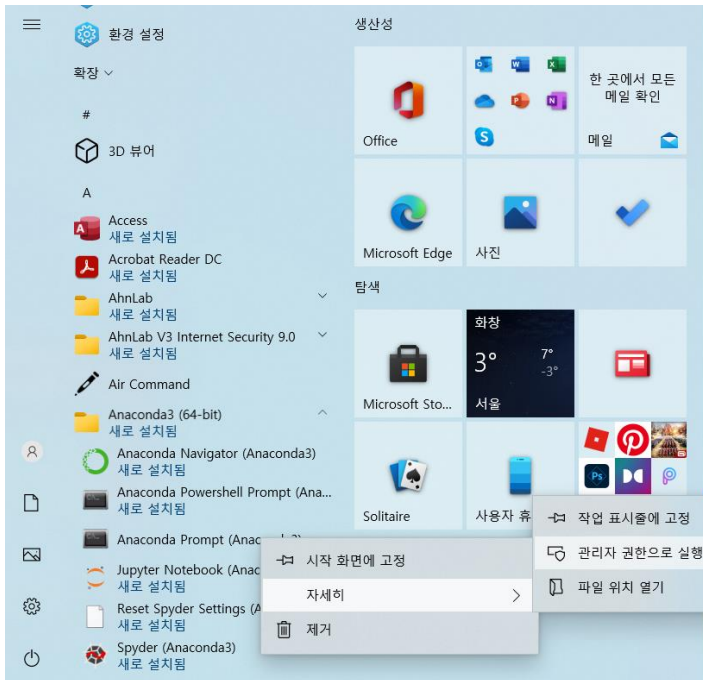 환경 설정
확장
#
3D 뷰어
A
Access
새로 설치됨
Acrobat Reader DC
새로 설치됨
AhnLab
새로 설치됨
AhnLab V3 Internet Security 9.0
새로 설치됨
Air Command
Anaconda3 (64-bit)
새로 설치됨
Anaconda Navigator (Anaconda3)
새로 설치됨
Anaconda Powershell Prompt (Ana...
새로 설치됨
Anaconda Prompt (Anac
Jupyter Notebook (Anac
새로 설치됨
Reset Spyder Settings (A
새로 설치됨
Spyder (Anaconda3)
새로 설치됨
생산성
Office
한 곳에서 모든
메일 확인
메일
Microsoft Edge
사진
탐색
Microsoft Sto...
화창
3°
7°
-3°
서울
Solitaire
사용자 휴
Ps
시작 화면에 고정
자세히
제거
작업 표시줄에 고정
관리자 권한으로 실행
파일 위치 열기